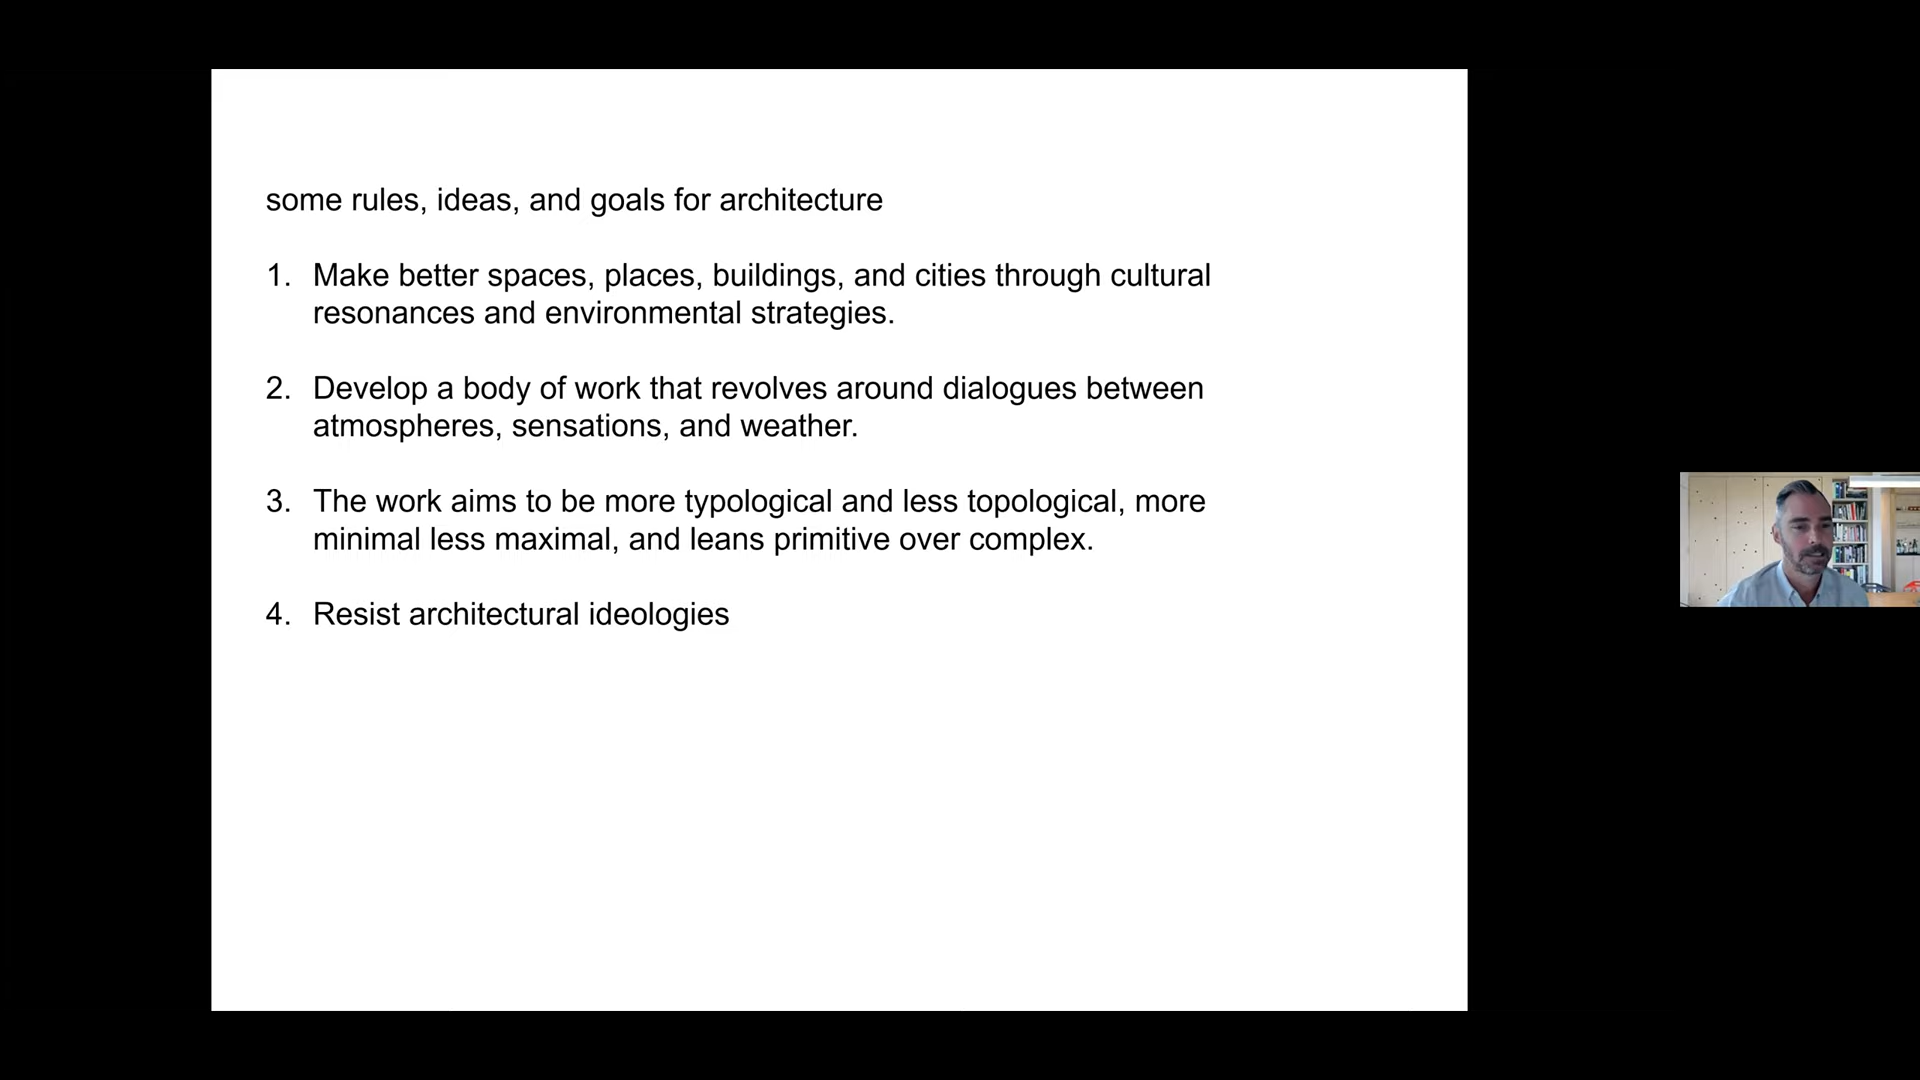 some rules, ideas, and goals for architecture
1. Make better spaces, places, buildings, and cities through cultural
resonances and environmental strategies.
2. Develop a body of work that revolves around dialogues between
atmospheres, sensations, and weather.
3. The work aims to be more typological and less topological, more
minimal less maximal, and leans primitive over complex.
4. Resist architectural ideologies